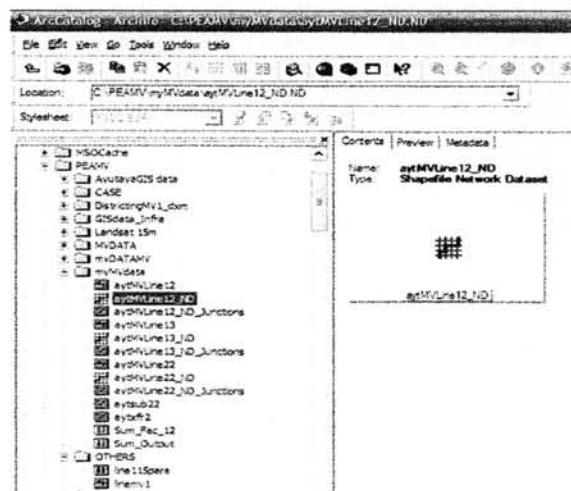 ArcCatalog - ArcInfo - C:\PEAMV\myMVdata\aytMVLine12_ND.ND
File Edit View Go Tools Window Help
Location: C:\PEAMV\myMVdata\aytMVLine12_ND.ND
Stylesheet:
Contents Preview Metadata
Name: aytMVLine12_ND
Type: Shapefile Network Dataset
aytMVLine12_ND
MSOCache
PEAMV
AyutayaGIS data
CASE
DistrictingMV1_dxm
GISdata_Infra
Landsat 15m
MVDATA
mvDATAMV
myMVdata
aytMVLine12
aytMVLine12_ND
aytMVLine12_ND_Junctions
aytMVLine13
aytMVLine13_ND
aytMVLine13_ND_Junctions
aytMVLine22
aytMVLine22_ND
aytMVLine22_ND_Junctions
aytsub22
aytxfr2
Sum_Fac_12
Sum_Output
OTHERS
line115para
linemv1